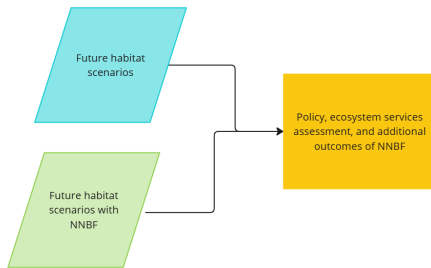 Future habitat
scenarios
Policy, ecosystem services
assessment, and additional
outcomes of NNBF
Future habitat
scenarios with
NNBF